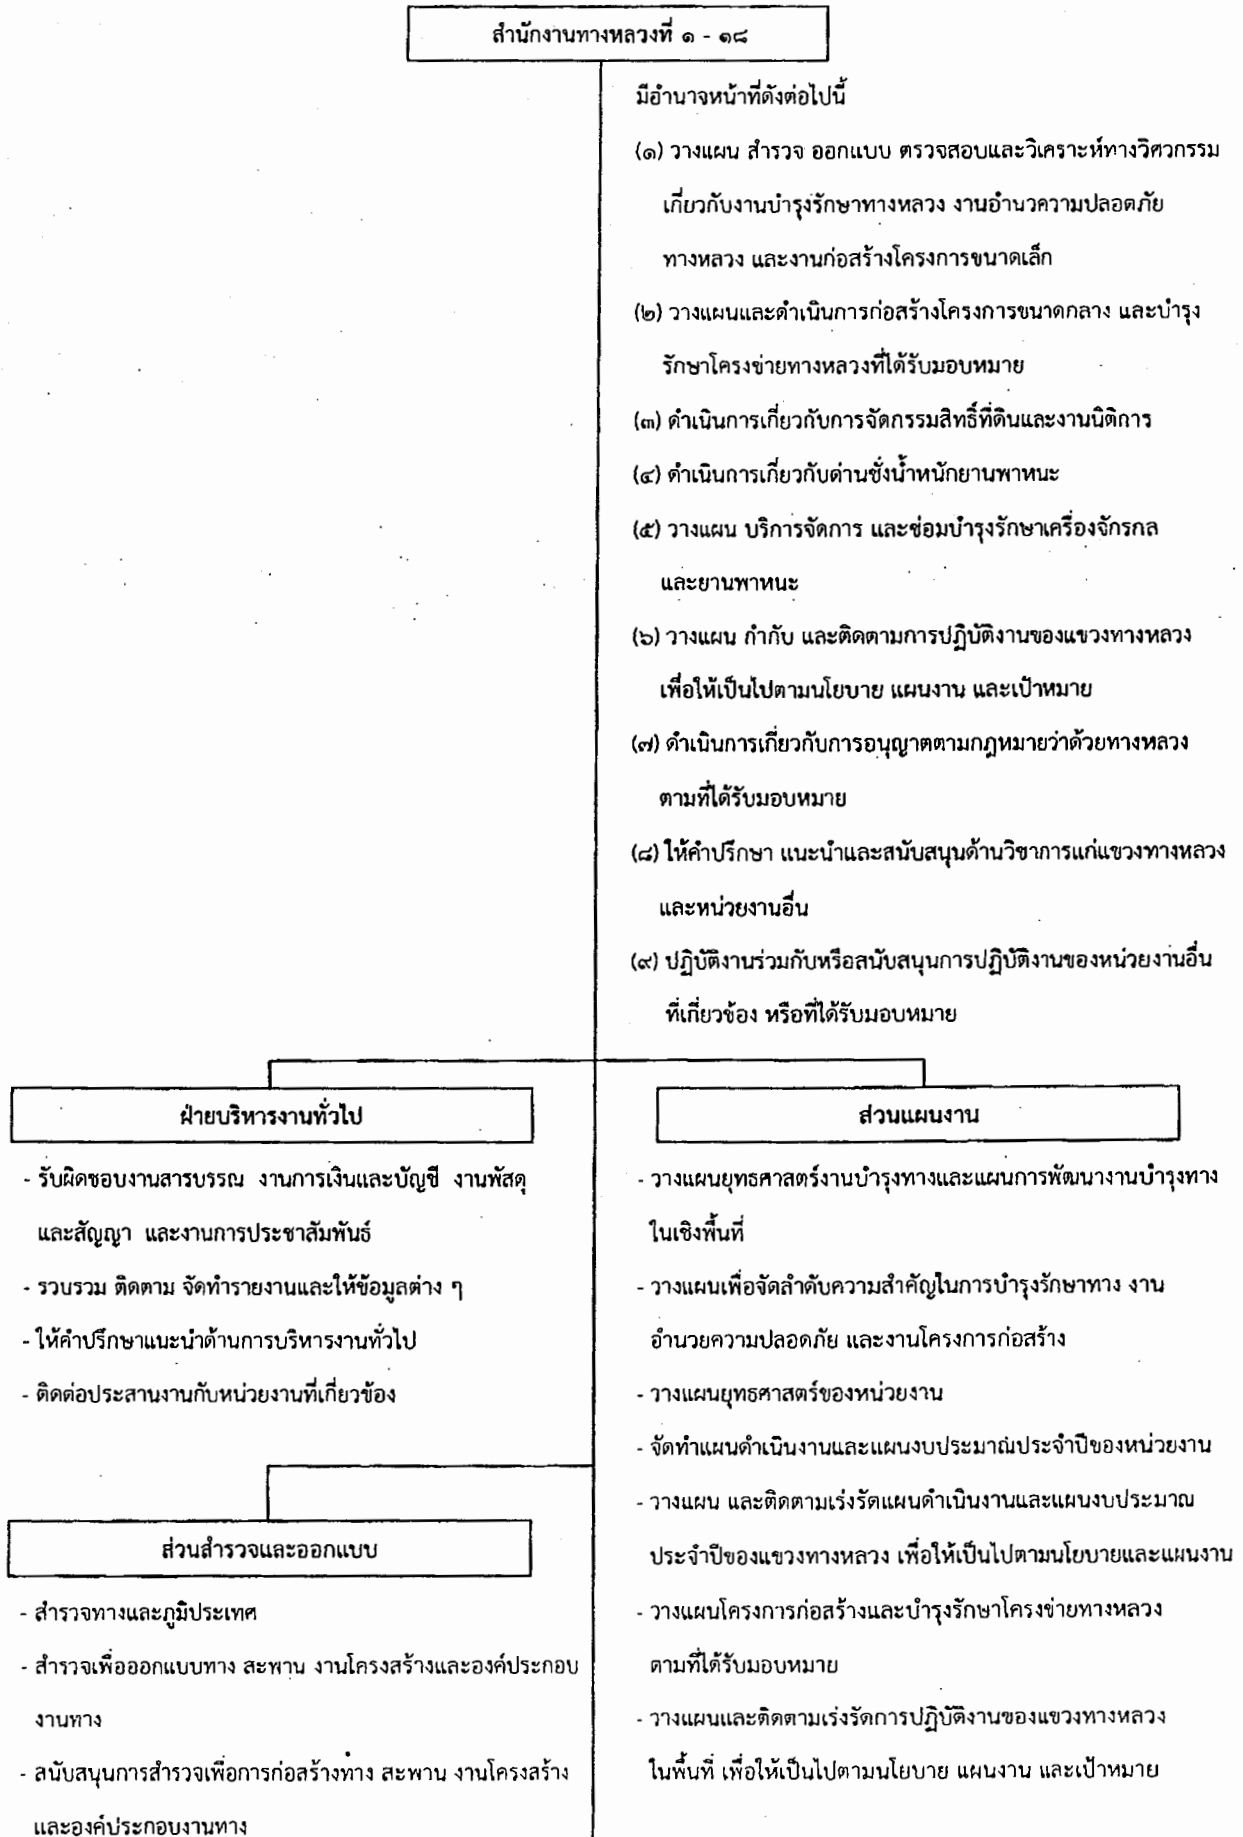 สำนักงานทางหลวงที่ ๑ - ๑๘
มีอำนาจหน้าที่ดังต่อไปนี้
(๑) วางแผน สำรวจ ออกแบบ ตรวจสอบและวิเคราะห์ทางวิศวกรรม
เกี่ยวกับงานบำรุงรักษาทางหลวง งานอำนวความปลอดภัย
ทางหลวง และงานก่อสร้างโครงการขนาดเล็ก
(๒) วางแผนและดำเนินการก่อสร้างโครงการขนาดกลาง และบำรุง
รักษาโครงข่ายทางหลวงที่ได้รับมอบหมาย
(๓) ดำเนินการเกี่ยวกับการจัดกรรมสิทธิ์ที่ดินและงานนิติการ
(๔) ดำเนินการเกี่ยวกับด่านชั่งน้ำหนักยานพาหนะ
(๕) วางแผน บริการจัดการ และซ่อมบำรุงรักษาเครื่องจักรกล
และยานพาหนะ
(๖) วางแผน กำกับ และติดตามการปฏิบัติงานของแขวงทางหลวง
เพื่อให้เป็นไปตามนโยบาย แผนงาน และเป้าหมาย
(๗) ดำเนินการเกี่ยวกับการอนุญาตตามกฎหมายว่าด้วยทางหลวง
ตามที่ได้รับมอบหมาย
(๘) ให้คำปรึกษา แนะนำและสนับสนุนด้านวิชาการแก่แขวงทางหลวง
และหน่วยงานอื่น
(๙) ปฏิบัติงานร่วมกับหรือสนับสนุนการปฏิบัติงานของหน่วยงานอื่น
ที่เกี่ยวข้อง หรือที่ได้รับมอบหมาย
ฝ่ายบริหารงานทั่วไป
- รับผิดชอบงานสารบรรณ งานการเงินและบัญชี งานพัสดุ
และสัญญา และงานการประชาสัมพันธ์
- รวบรวม ติดตาม จัดทำรายงานและให้ข้อมูลต่าง ๆ
- ให้คำปรึกษาแนะนำด้านการบริหารงานทั่วไป
- ติดต่อประสานงานกับหน่วยงานที่เกี่ยวข้อง
ส่วนแผนงาน
- วางแผนยุทธศาสตร์งานบำรุงทางและแผนการพัฒนางานบำรุงทาง
ในเชิงพื้นที่
- วางแผนเพื่อจัดลำดับความสำคัญในการบำรุงรักษาทาง งาน
อำนวยความปลอดภัย และงานโครงการก่อสร้าง
- วางแผนยุทธศาสตร์ของหน่วยงาน
- จัดทำแผนดำเนินงานและแผนงบประมาณประจำปีของหน่วยงาน
- วางแผน และติดตามเร่งรัดแผนดำเนินงานและแผนงบประมาณ
ประจำปีของแขวงทางหลวง เพื่อให้เป็นไปตามนโยบายและแผนงาน
- วางแผนโครงการก่อสร้างและบำรุงรักษาโครงข่ายทางหลวง
ตามที่ได้รับมอบหมาย
- วางแผนและติดตามเร่งรัดการปฏิบัติงานของแขวงทางหลวง
ในพื้นที่ เพื่อให้เป็นไปตามนโยบาย แผนงาน และเป้าหมาย
ส่วนสำรวจและออกแบบ
- สำรวจทางและภูมิประเทศ
- สำรวจเพื่อออกแบบทาง สะพาน งานโครงสร้างและองค์ประกอบ
งานทาง
- สนับสนุนการสำรวจเพื่อการก่อสร้างทาง สะพาน งานโครงสร้าง
และองค์ประกอบงานทาง